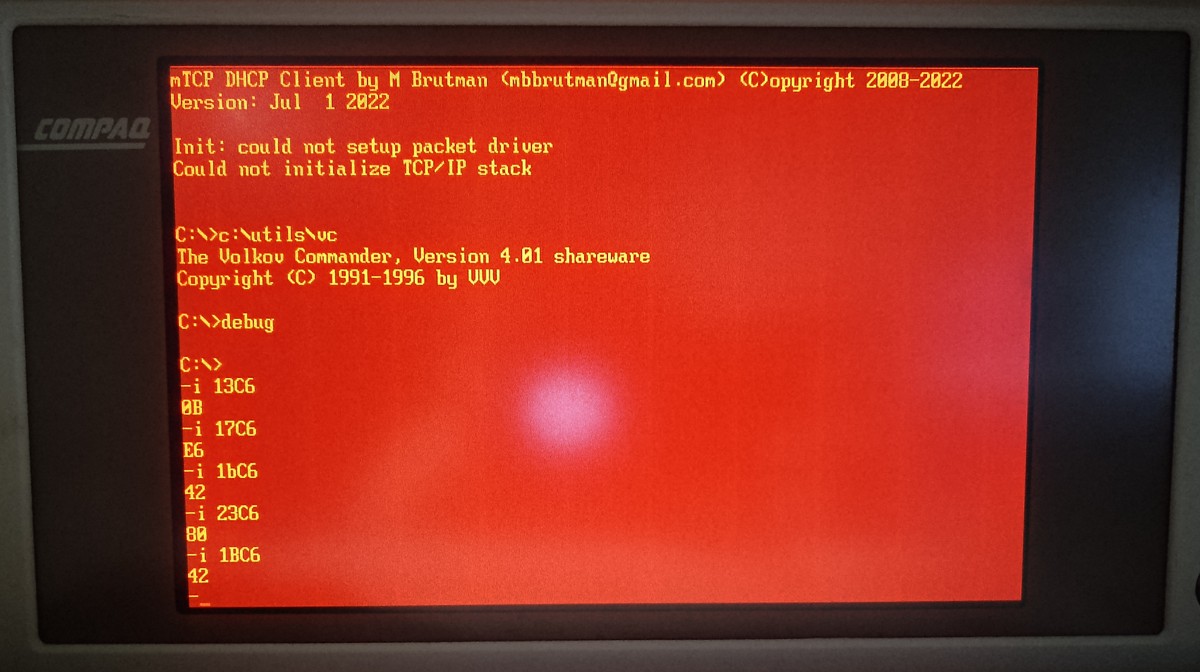 COMPAQ
mTCP DHCP Client by M Brutman (mbbrutman@gmail.com) (C)opyright 2008-2022
Version: Jul  1 2022
Init: could not setup packet driver
Could not initialize TCP/IP stack
C:\>c:\utils\vc
The Volkov Commander, Version 4.01 shareware
Copyright (C) 1991-1996 by VVV
C:\>debug
C:\>
-i 13C6
0B
-i 17C6
E6
-i 1bC6
42
-i 23C6
80
-i 1BC6
42
-_